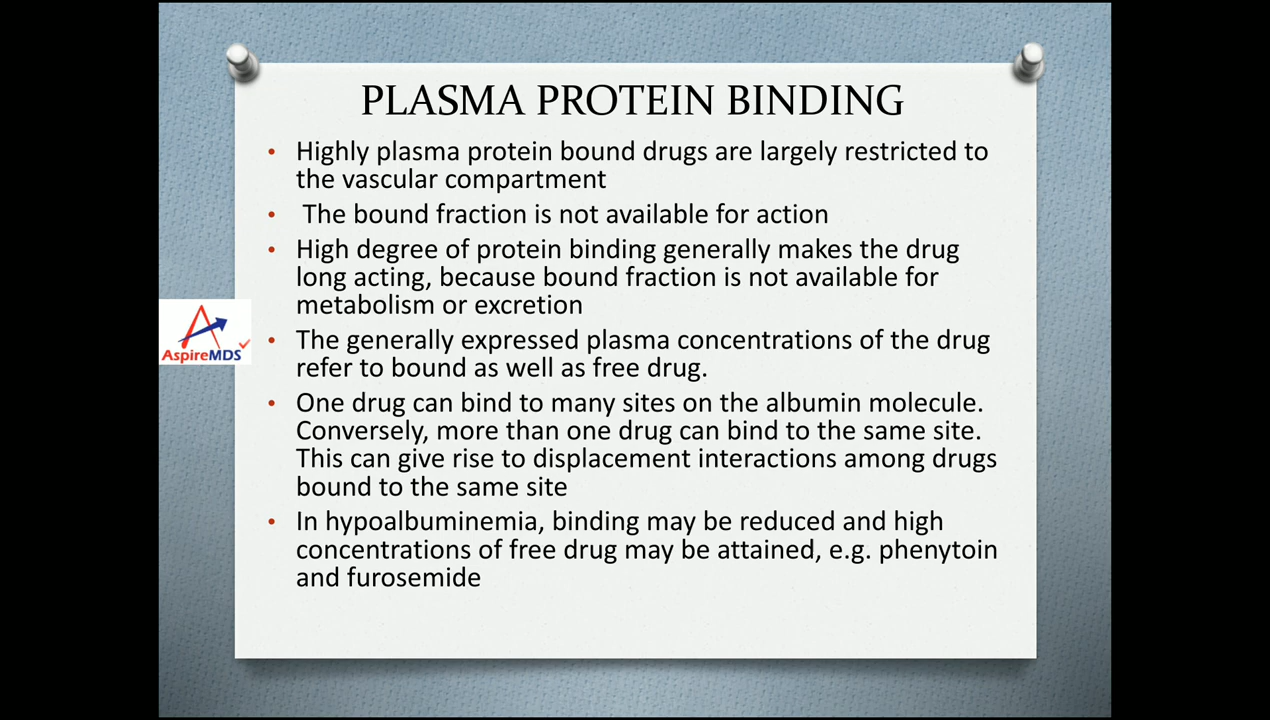 PLASMA PROTEIN BINDING
• Highly plasma protein bound drugs are largely restricted to
the vascular compartment
• The bound fraction is not available for action
• High degree of protein binding generally makes the drug
long acting, because bound fraction is not available for
metabolism or excretion
• The generally expressed plasma concentrations of the drug
refer to bound as well as free drug.
• One drug can bind to many sites on the albumin molecule.
Conversely, more than one drug can bind to the same site.
This can give rise to displacement interactions among drugs
bound to the same site
• In hypoalbuminemia, binding may be reduced and high
concentrations of free drug may be attained, e.g. phenytoin
and furosemide
AspireMDS